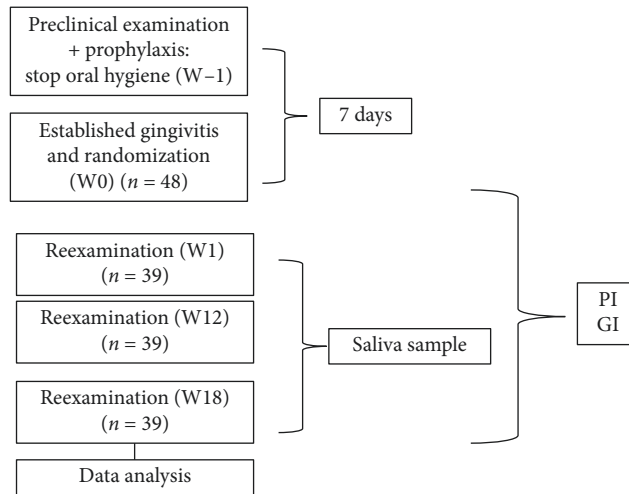 Preclinical examination
+ prophylaxis:
stop oral hygiene (W–1)
7 days
Established gingivitis
and randomization
(W0) (n = 48)
Reexamination (W1)
(n = 39)
Reexamination (W12)
(n = 39)
Saliva sample
PI
GI
Reexamination (W18)
(n = 39)
Data analysis